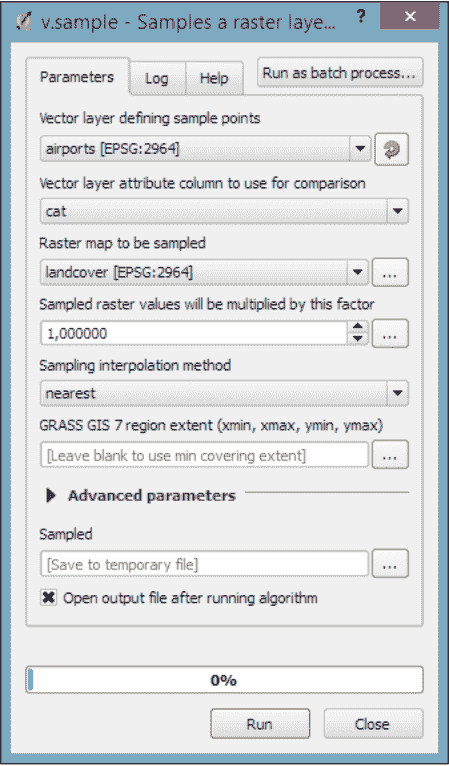 v.sample - Samples a raster laye...
?
Parameters
Log
Help
Run as batch process...
Vector layer defining sample points
airports [EPSG:2964]
Vector layer attribute column to use for comparison
cat
Raster map to be sampled
landcover [EPSG:2964]
...
Sampled raster values will be multiplied by this factor
1,000000
...
Sampling interpolation method
nearest
GRASS GIS 7 region extent (xmin, xmax, ymin, ymax)
[Leave blank to use min covering extent]
...
Advanced parameters
Sampled
[Save to temporary file]
...
Open output file after running algorithm
0%
Run
Close